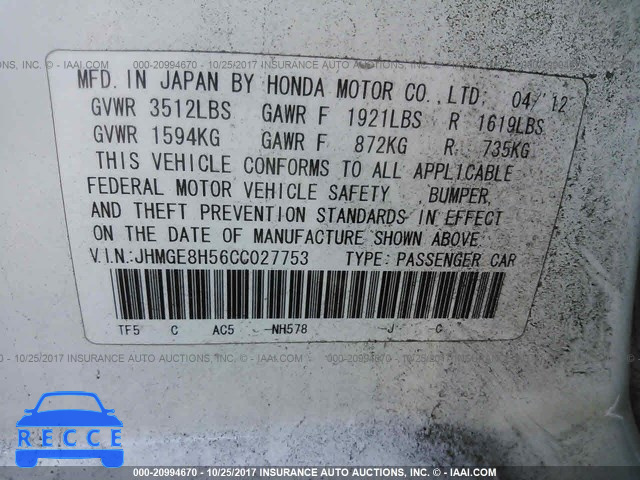 000-20994670 - 10/25/2017 INSURANCE AUTO AUCTIONS, INC. © - IAAI.COM
MFD. IN JAPAN BY HONDA MOTOR CO., LTD. 04/'12
GVWR 3512LBS GAWR F 1921LBS R 1619LBS
GVWR 1594KG GAWR F 872KG R 735KG
THIS VEHICLE CONFORMS TO ALL APPLICABLE
FEDERAL MOTOR VEHICLE SAFETY ,BUMPER,
AND THEFT PREVENTION STANDARDS IN EFFECT
ON THE DATE OF MANUFACTURE SHOWN ABOVE.
V.I.N.:JHMGE8H56CC027753 TYPE:PASSENGER CAR
TF5 C AC5 -NH578 -J -C
RECCE
000-20994670 - 10/25/2017 INSURANCE AUTO AUCTIONS, INC. © - IAAI.COM